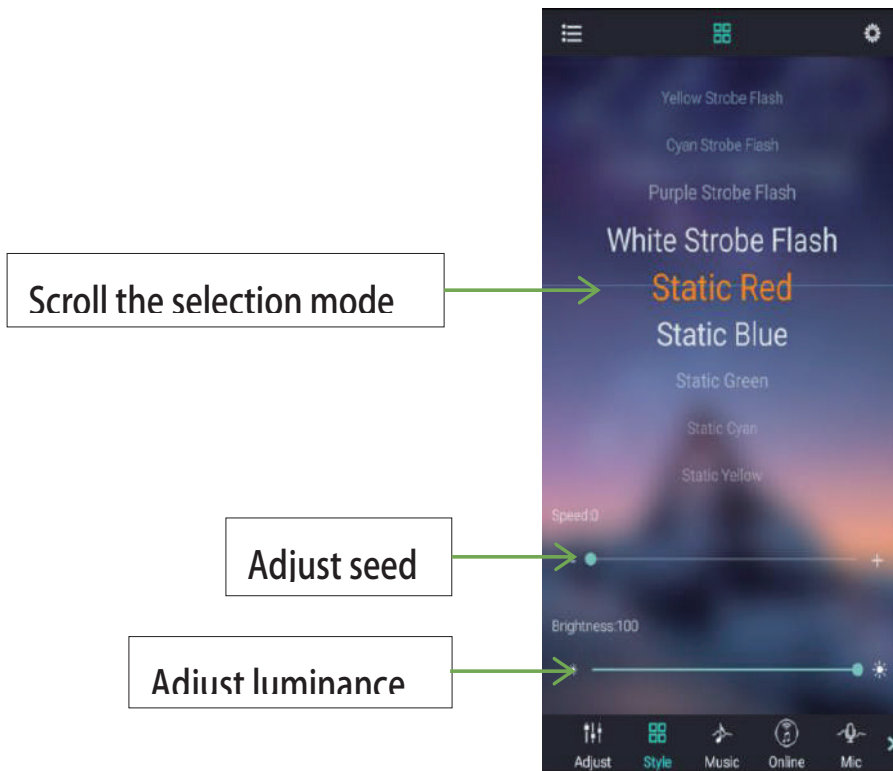 Yellow Strobe Flash
Cyan Strobe Flash
Purple Strobe Flash
White Strobe Flash
Scroll the selection mode
Static Red
Static Blue
Static Green
Static Cyan
Static Yellow
Speed:0
Adjust seed
Brightness:100
Adjust luminance
Adjust Style Music Online Mic